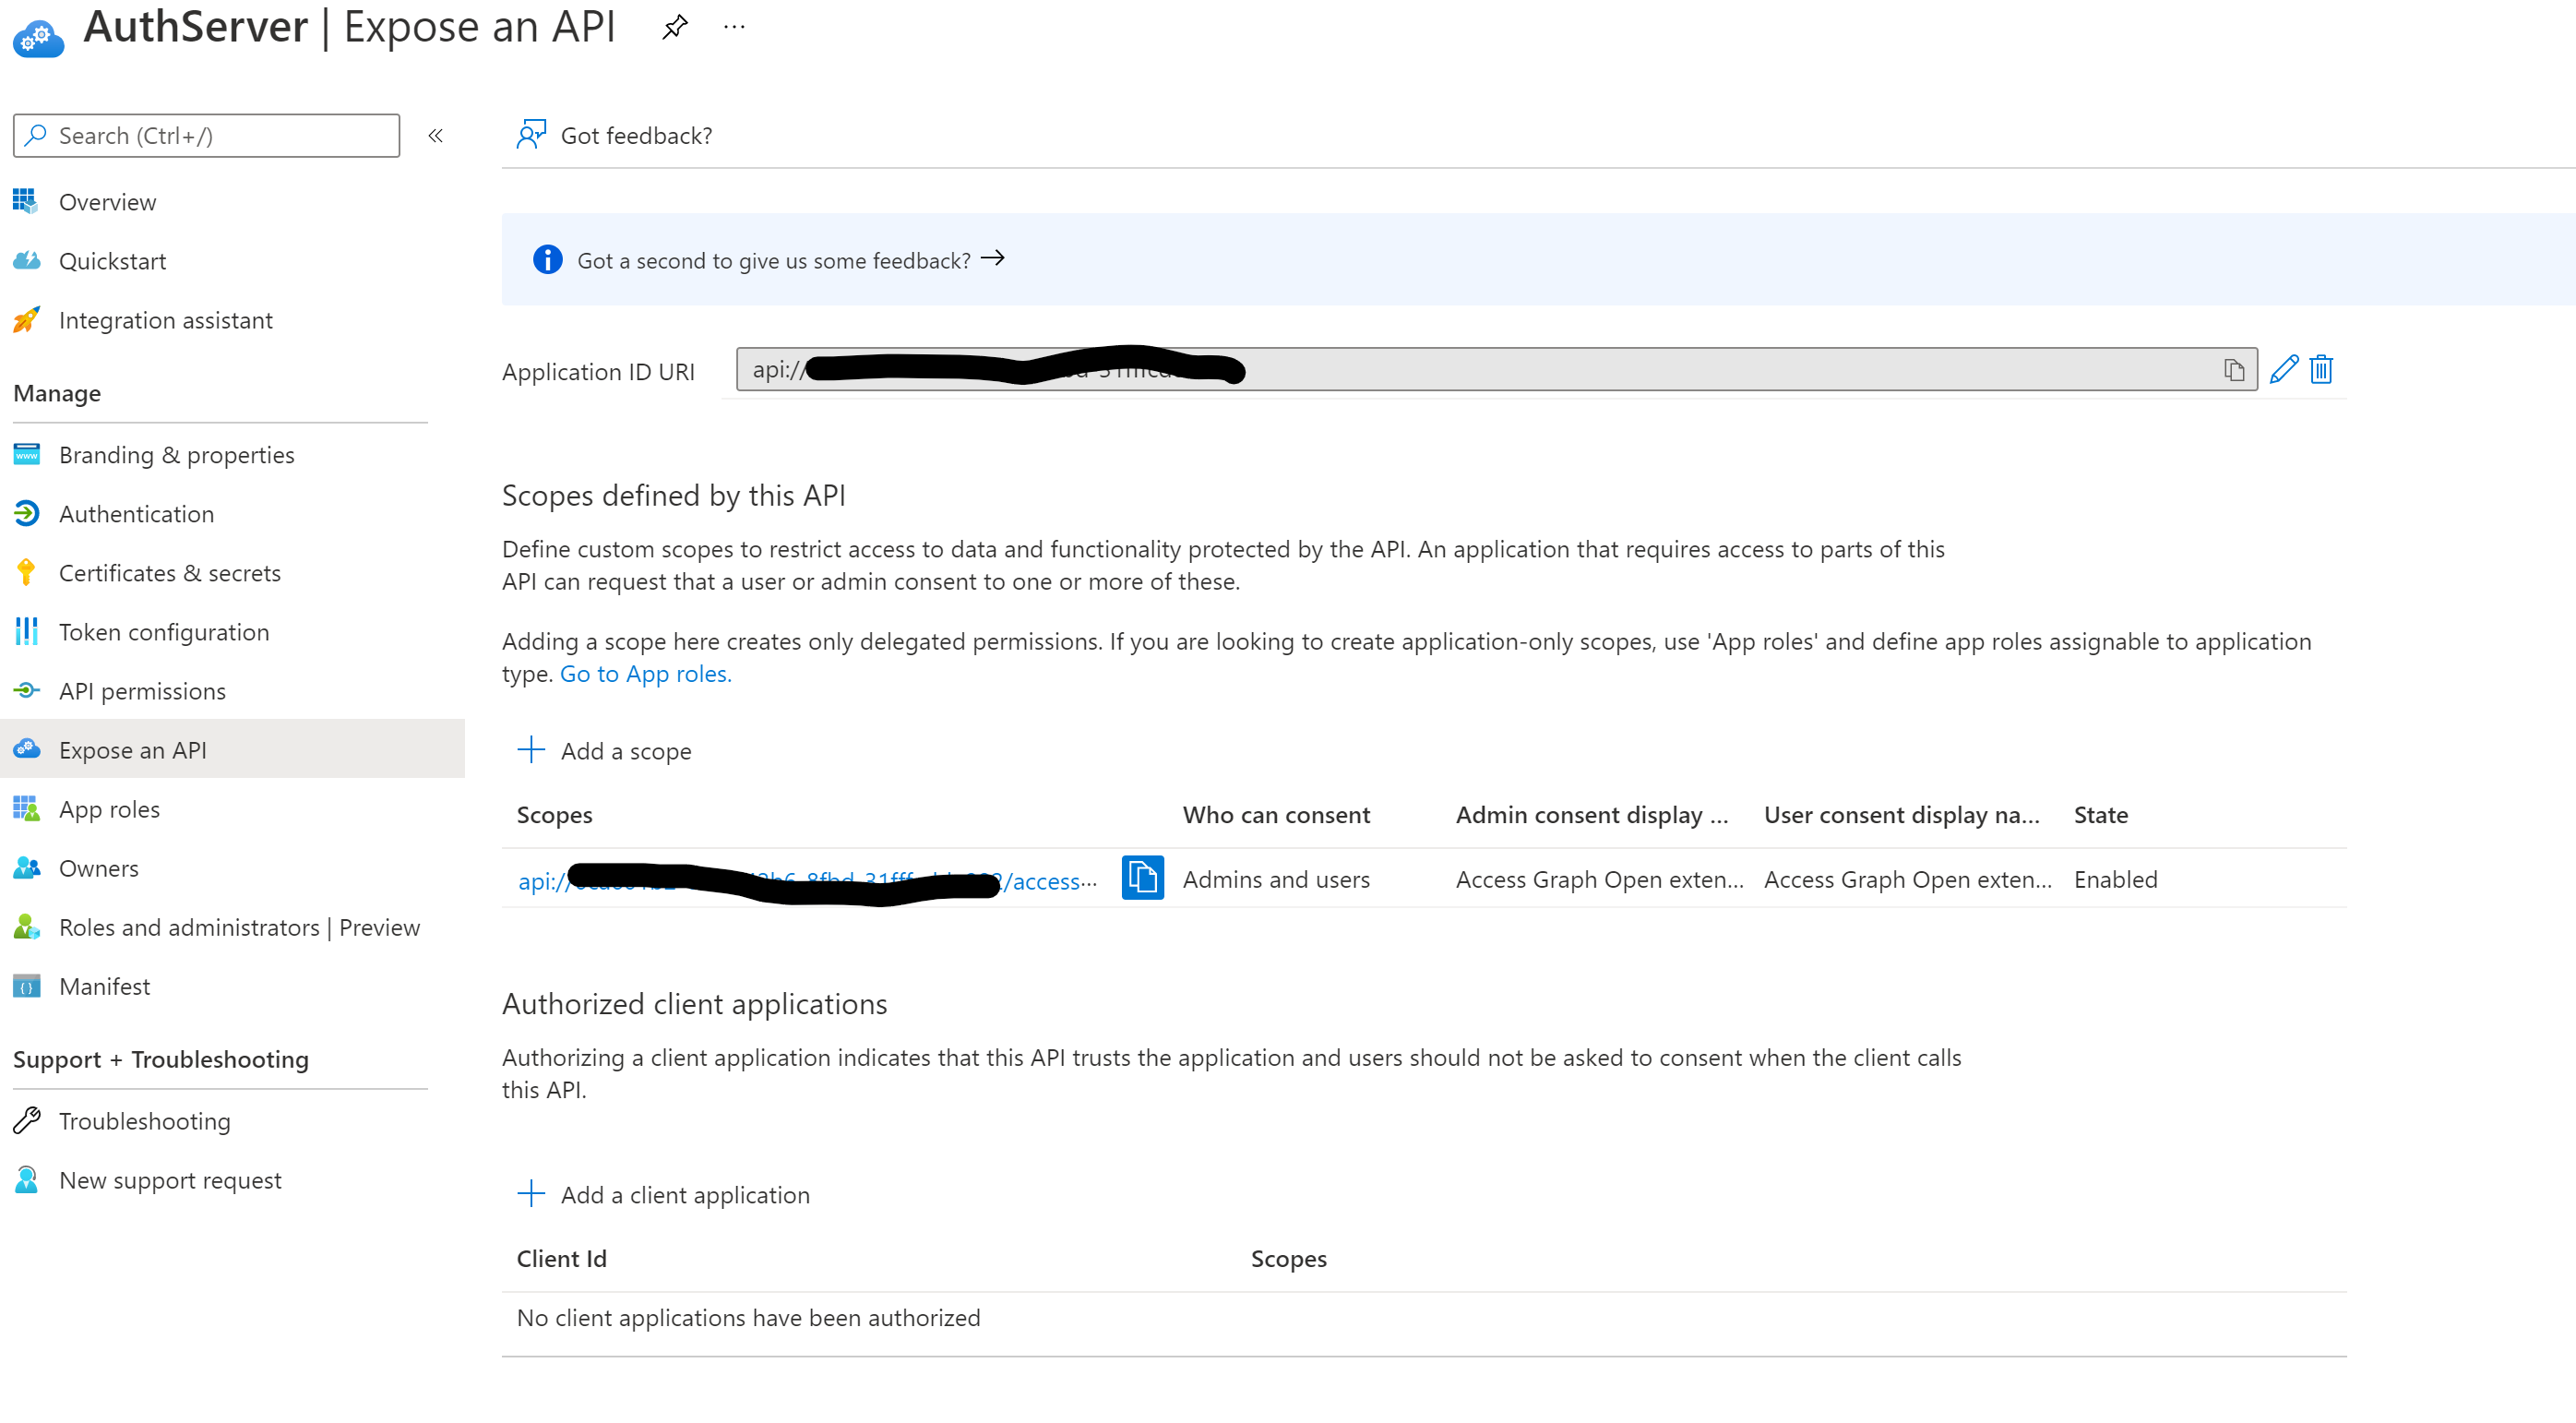 AuthServer | Expose an API
Search (Ctrl+/)
Overview
Quickstart
Integration assistant
Manage
Branding & properties
Authentication
Certificates & secrets
Token configuration
API permissions
Expose an API
App roles
Owners
Roles and administrators | Preview
Manifest
Support + Troubleshooting
Troubleshooting
New support request
Got feedback?
Got a second to give us some feedback?
Application ID URI
api://
Scopes defined by this API
Define custom scopes to restrict access to data and functionality protected by the API. An application that requires access to parts of this
API can request that a user or admin consent to one or more of these.
Adding a scope here creates only delegated permissions. If you are looking to create application-only scopes, use 'App roles' and define app roles assignable to application
type. Go to App roles.
Add a scope
Scopes Who can consent Admin consent display ... User consent display na... State
api:// /access... Admins and users Access Graph Open exten... Access Graph Open exten... Enabled
Authorized client applications
Authorizing a client application indicates that this API trusts the application and users should not be asked to consent when the client calls
this API.
Add a client application
Client Id Scopes
No client applications have been authorized